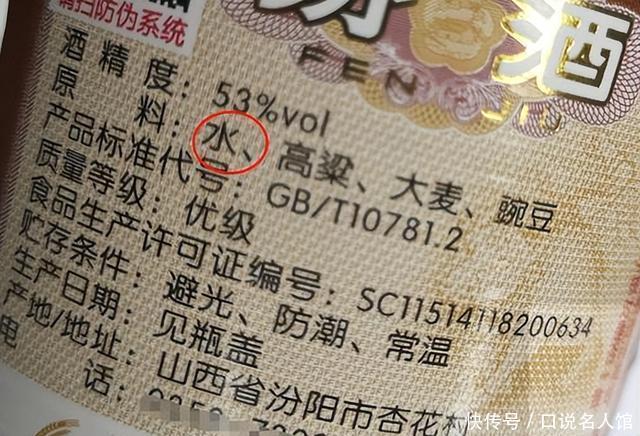 请扫防伪系统
汾酒
FEN JIU
酒精度：53%vol
原料：水、高粱、大麦、豌豆
产品标准代号：GB/T10781.2
质量等级：优级
食品生产许可证编号：SC11514118200634
贮存条件：避光、防潮、常温
生产日期：见瓶盖
产地/地址：山西省汾阳市杏花村
电话：
快传号/口说名人馆